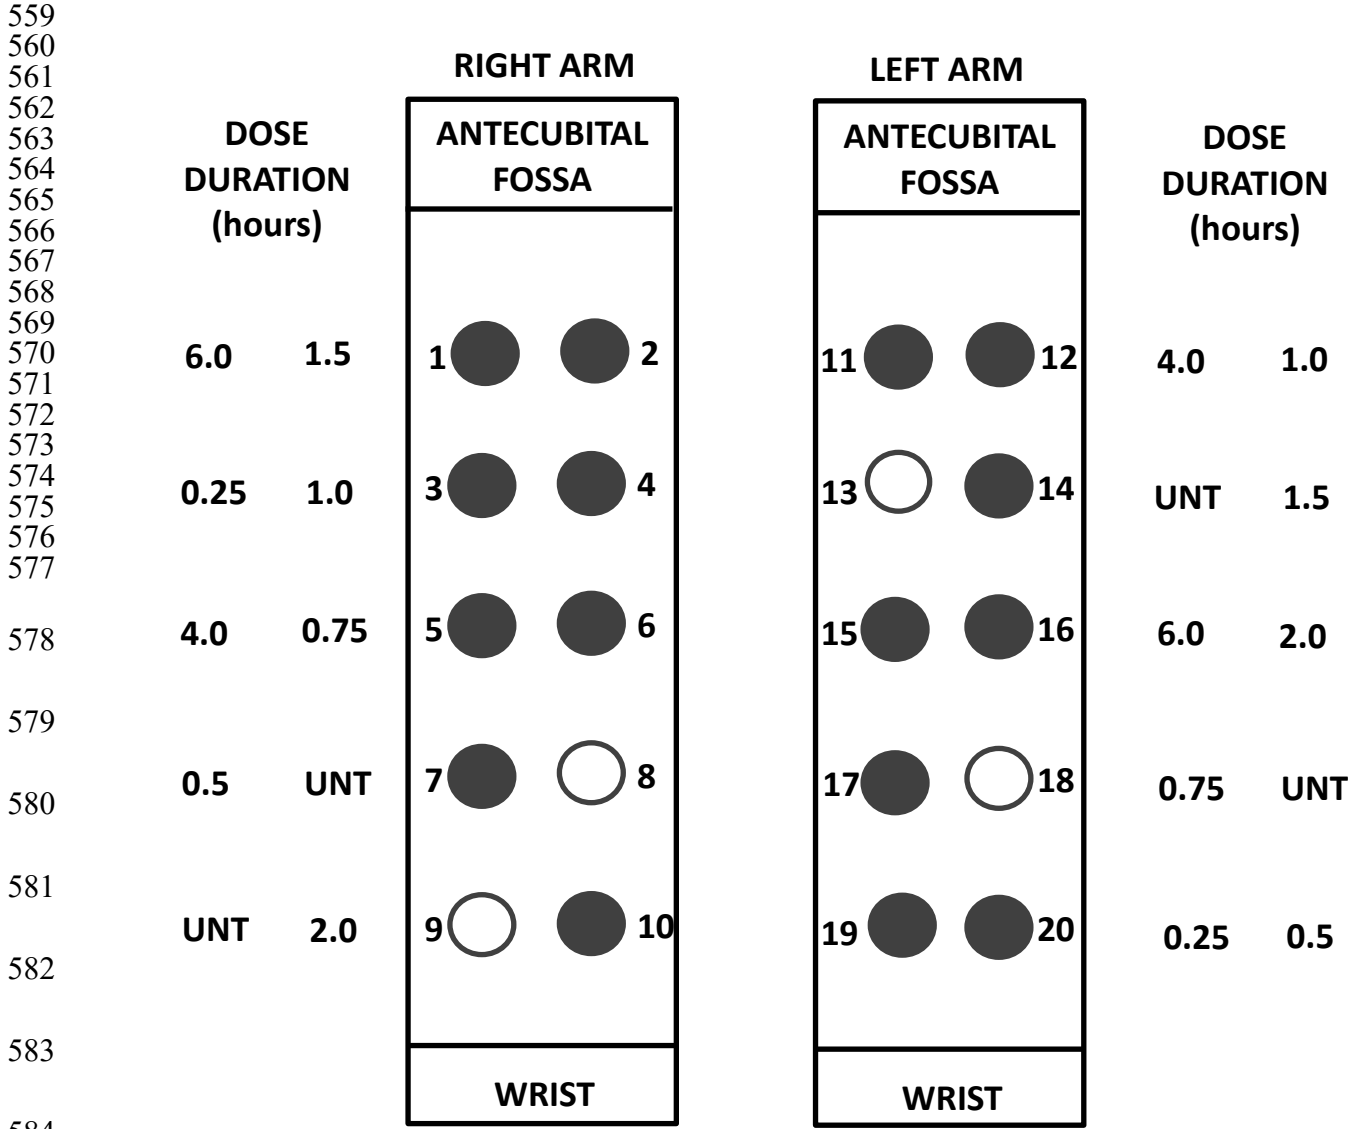 559
560
RIGHT ARM LEFT ARM
561
562
DOSE ANTECUBITAL ANTECUBITAL DOSE
563
564
DURATION FOSSA FOSSA DURATION
565
(hours) (hours)
566
567
568
569
6.0 1.5 1 2 11 12 4.0 1.0
570
571
572
573
574
0.25 1.0 3 4 13 14 UNT 1.5
575
576
577
578 4.0 0.75 5 6 15 16 6.0 2.0
579
580 0.5 UNT 7 8 17 18 0.75 UNT
581
UNT 2.0 9 10 19 20 0.25 0.5
582
583
WRIST WRIST